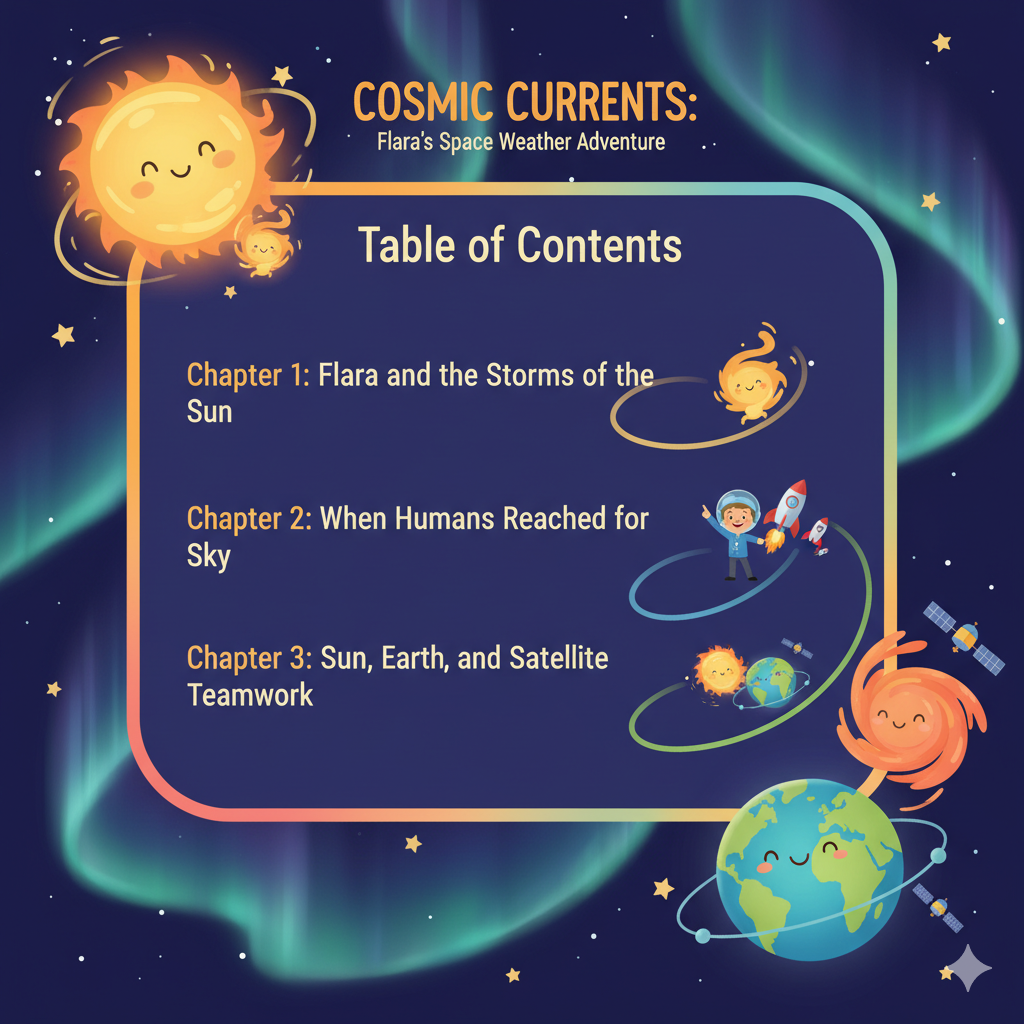 COSMIC CURRENTS:
Flara's Space Weather Adventure
Table of Contents
Chapter 1: Flara and the Storms of the
Sun
Chapter 2: When Humans Reached for
Sky
Chapter 3: Sun, Earth, and Satellite
Teamwork